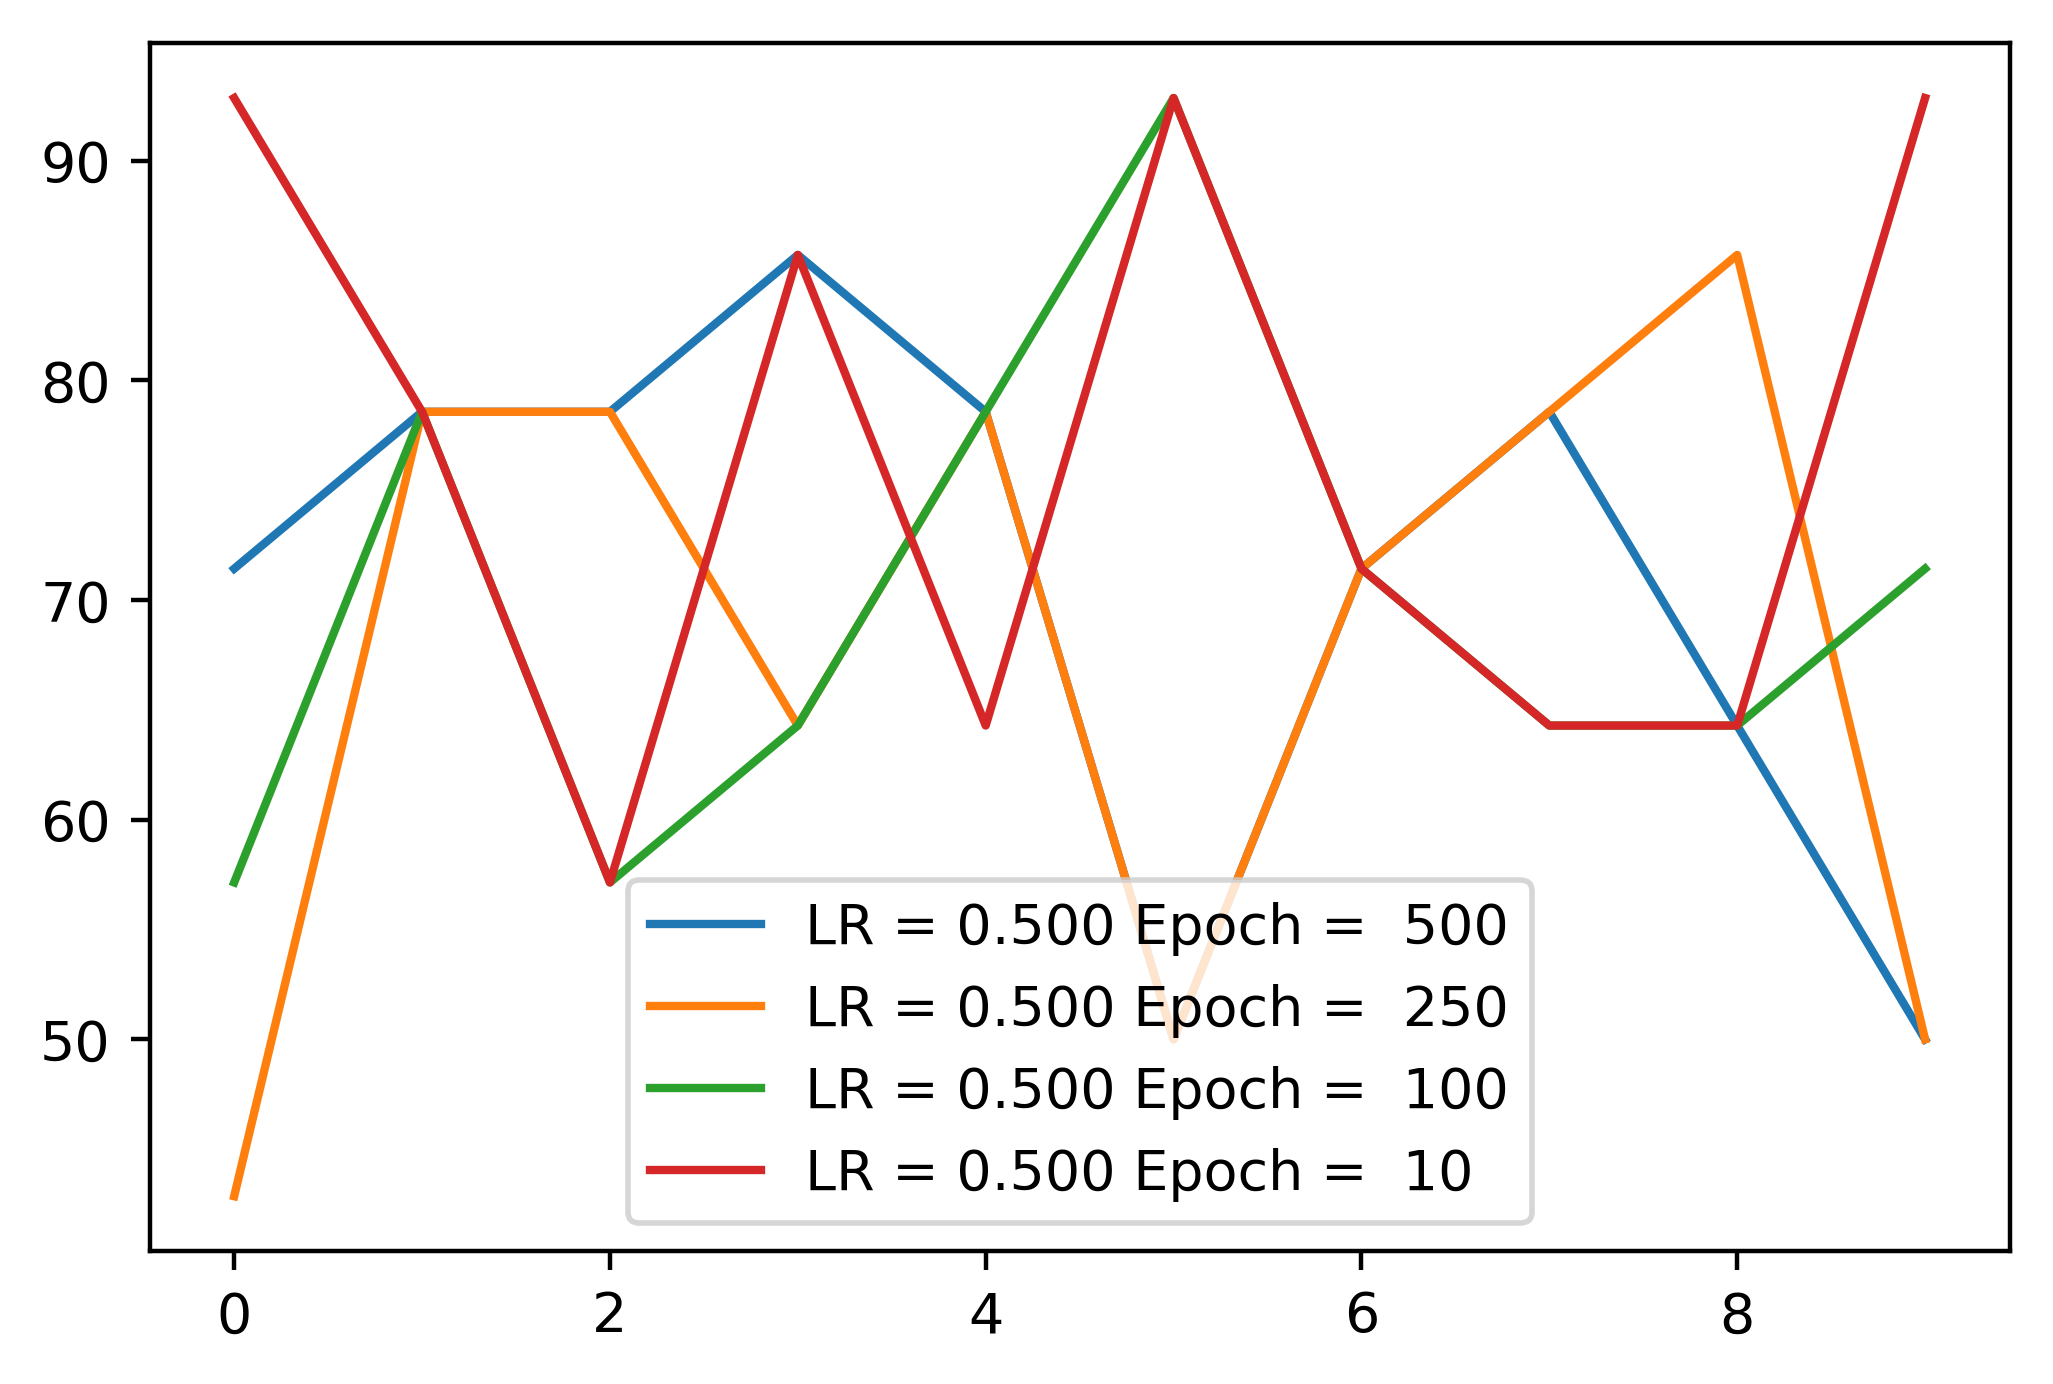 90
80
70
60
50
LR = 0.500 Epoch =  500
LR = 0.500 Epoch =  250
LR = 0.500 Epoch =  100
LR = 0.500 Epoch =  10
0 2 4 6 8